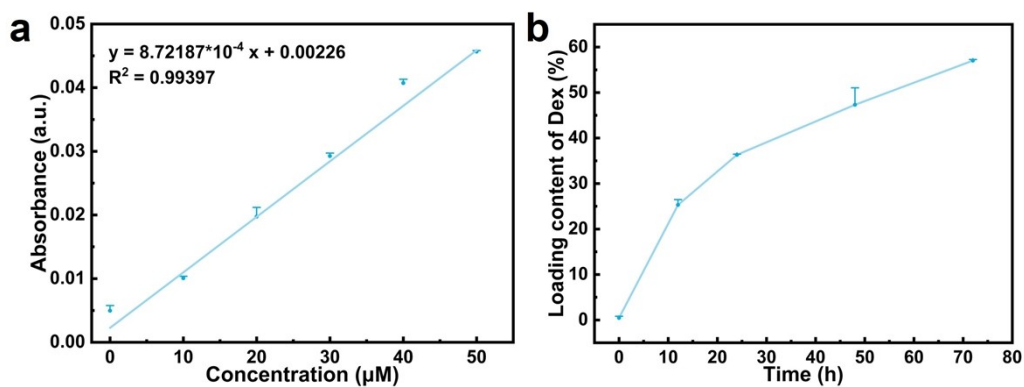 a
y = 8.72187*10⁻⁴ x + 0.00226
R² = 0.99397
Absorbance (a.u.)
0.05
0.04
0.03
0.02
0.01
0.00
0 10 20 30 40 50
Concentration (μM)
b
Loading content of Dex (%)
60
50
40
30
20
10
0
0 10 20 30 40 50 60 70 80
Time (h)